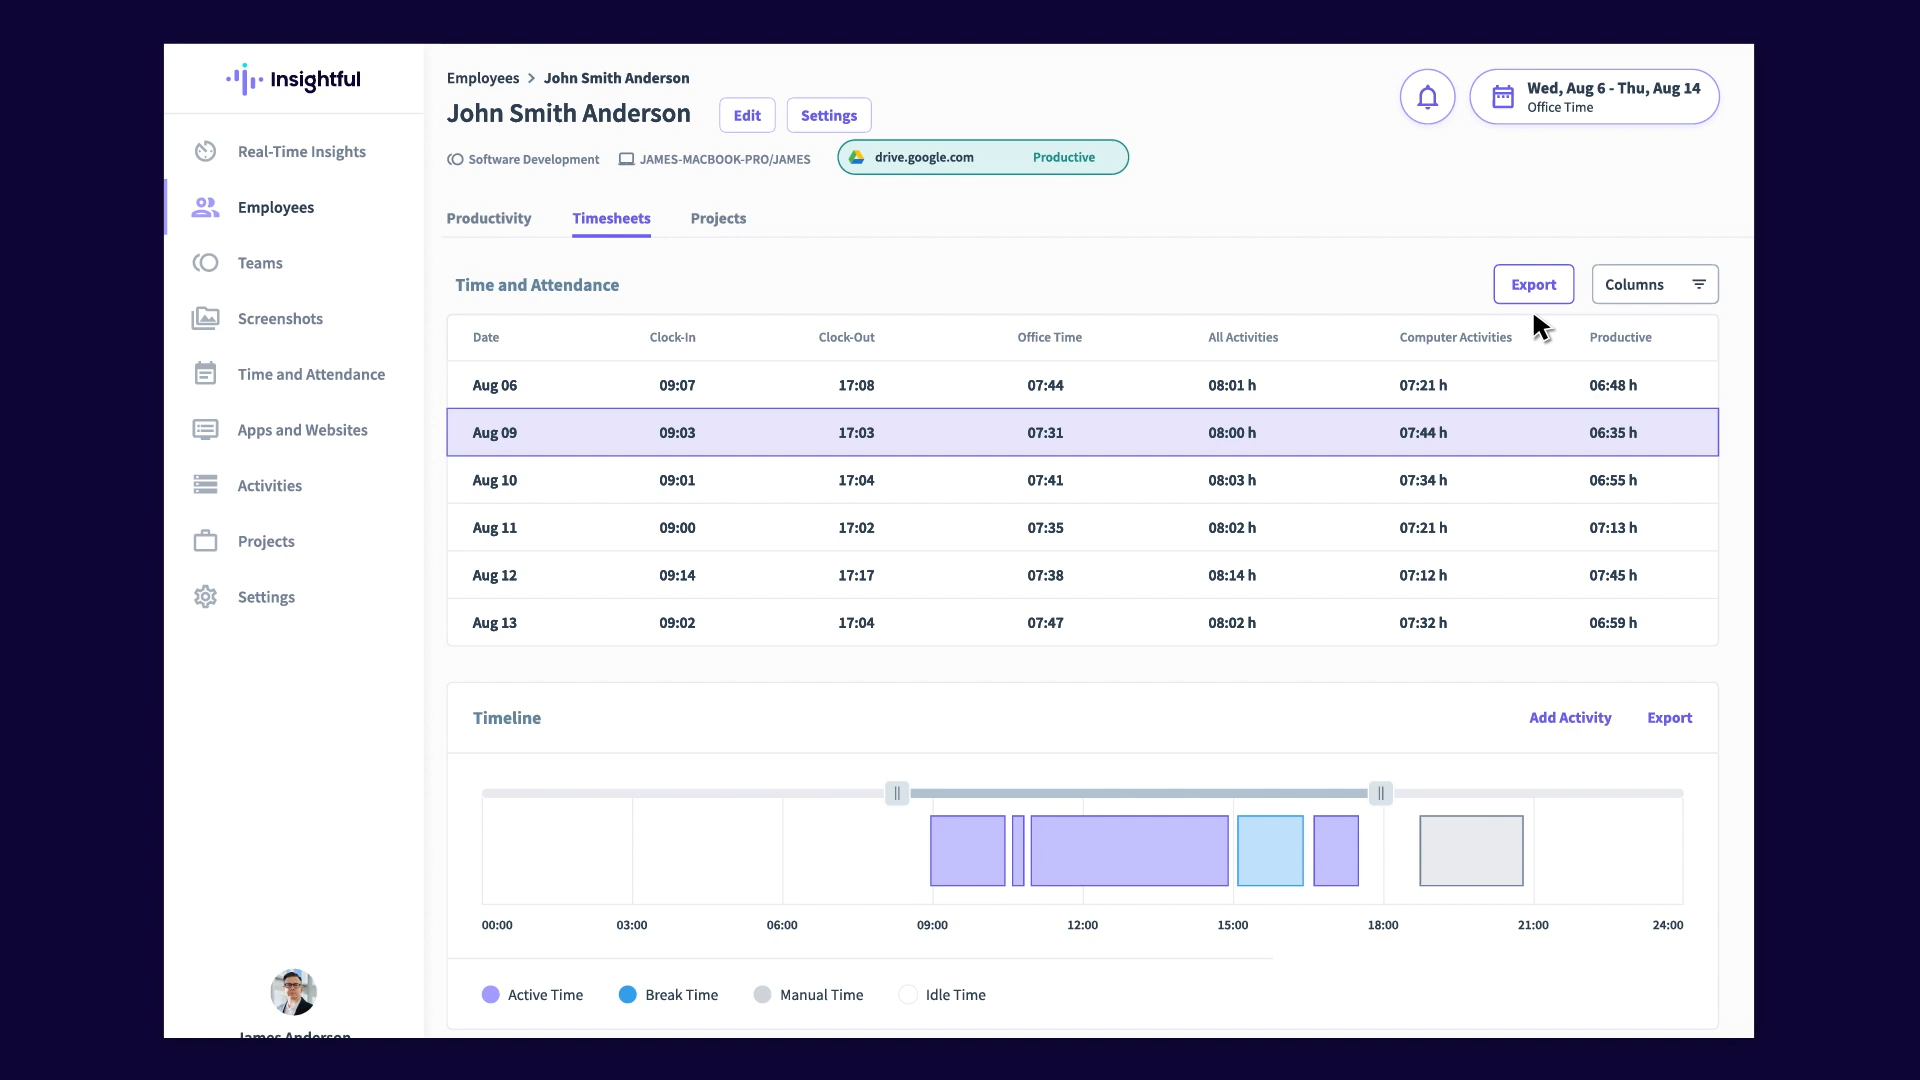 Insightful
Real-Time Insights
Employees
Teams
Screenshots
Time and Attendance
Apps and Websites
Activities
Projects
Settings
James Anderson
Employees > John Smith Anderson
John Smith Anderson Edit Settings
Software Development JAMES-MACBOOK-PRO/JAMES drive.google.com Productive
Wed, Aug 6 - Thu, Aug 14
Office Time
Productivity Timesheets Projects
Time and Attendance Export Columns
Date Clock-In Clock-Out Office Time All Activities Computer Activities Productive
Aug 06 09:07 17:08 07:44 08:01 h 07:21 h 06:48 h
Aug 09 09:03 17:03 07:31 08:00 h 07:44 h 06:35 h
Aug 10 09:01 17:04 07:41 08:03 h 07:34 h 06:55 h
Aug 11 09:00 17:02 07:35 08:02 h 07:21 h 07:13 h
Aug 12 09:14 17:17 07:38 08:14 h 07:12 h 07:45 h
Aug 13 09:02 17:04 07:47 08:02 h 07:32 h 06:59 h
Timeline Add Activity Export
00:00 03:00 06:00 09:00 12:00 15:00 18:00 21:00 24:00
Active Time Break Time Manual Time Idle Time